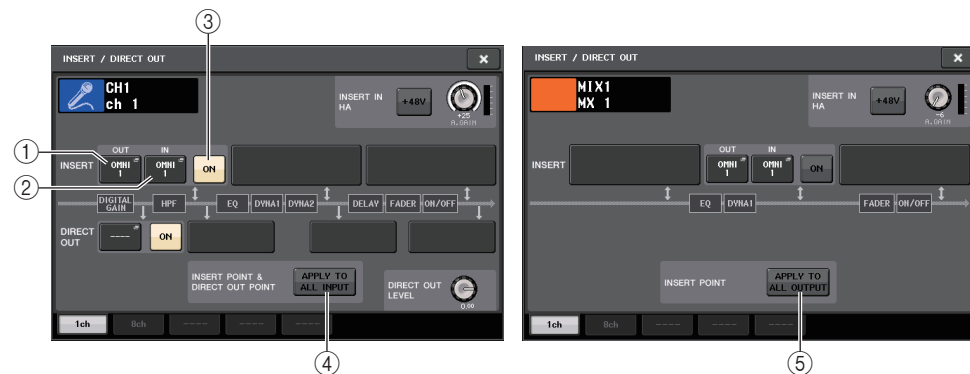 ③
INSERT / DIRECT OUT
×
CH1
ch 1
INSERT IN
HA
+48V
+25
A.GAIN
①
②
OUT
IN
INSERT
OMNI
1
OMNI
1
ON
DIGITAL
GAIN
HPF
EQ
DYNA1
DYNA2
DELAY
FADER
ON/OFF
DIRECT
OUT
----
ON
INSERT POINT &
DIRECT OUT POINT
APPLY TO
ALL INPUT
DIRECT OUT
LEVEL
0.00
1ch
8ch
----
----
----
④
INSERT / DIRECT OUT
×
MIX1
MX 1
INSERT IN
HA
+48V
-6
A.GAIN
OUT
IN
INSERT
OMNI
1
OMNI
1
ON
EQ
DYNA1
FADER
ON/OFF
INSERT POINT
APPLY TO
ALL OUTPUT
1ch
8ch
----
----
----
⑤